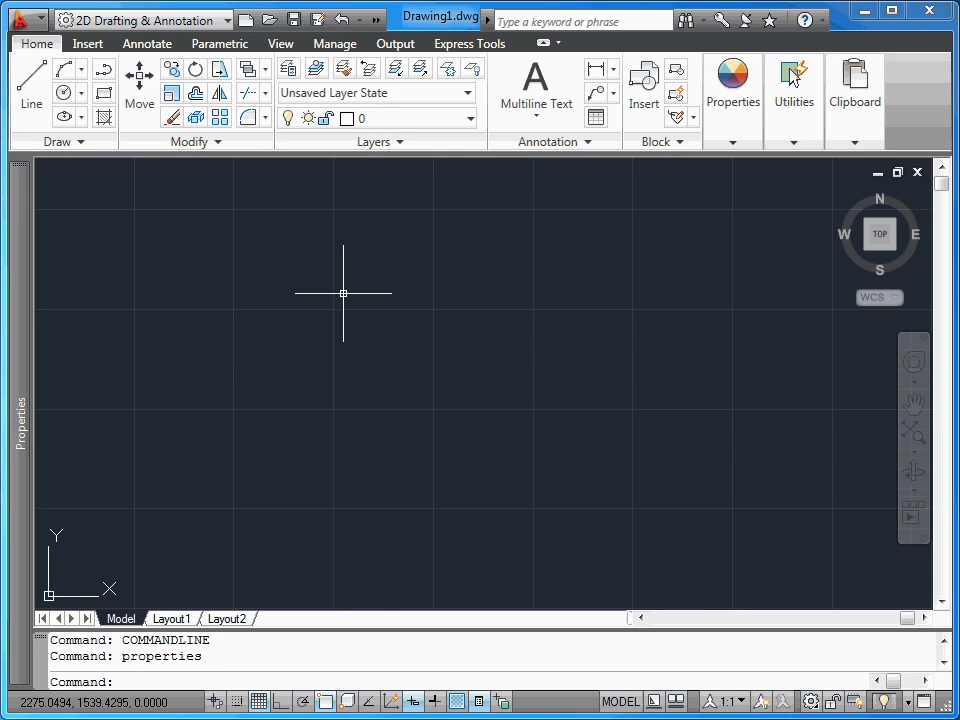 2D Drafting & Annotation
Drawing1.dwg
Type a keyword or phrase
Home Insert Annotate Parametric View Manage Output Express Tools
Line
Move
Unsaved Layer State
0
A
Multiline Text
Insert
Properties
Utilities
Clipboard
Draw
Modify
Layers
Annotation
Block
N
W
TOP
E
S
WCS
Properties
Y
X
Model Layout1 Layout2
Command: COMMANDLINE
Command: properties
Command:
2275.0494, 1539.4295, 0.0000
MODEL
1:1